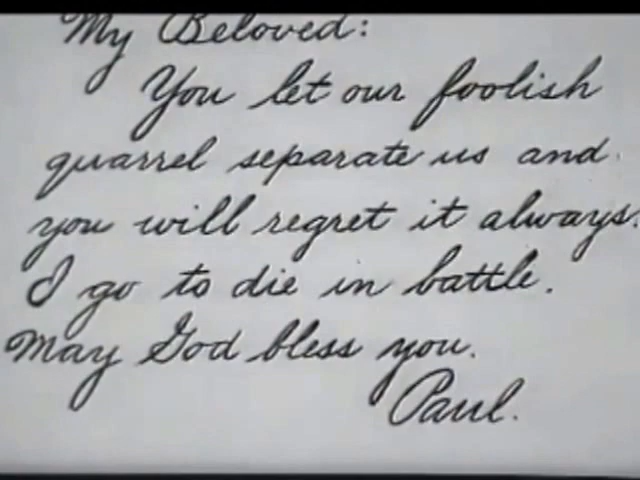 My Beloved:
You let our foolish
quarrel separate us and
you will regret it always.
I go to die in battle.
May God bless you.
Paul.